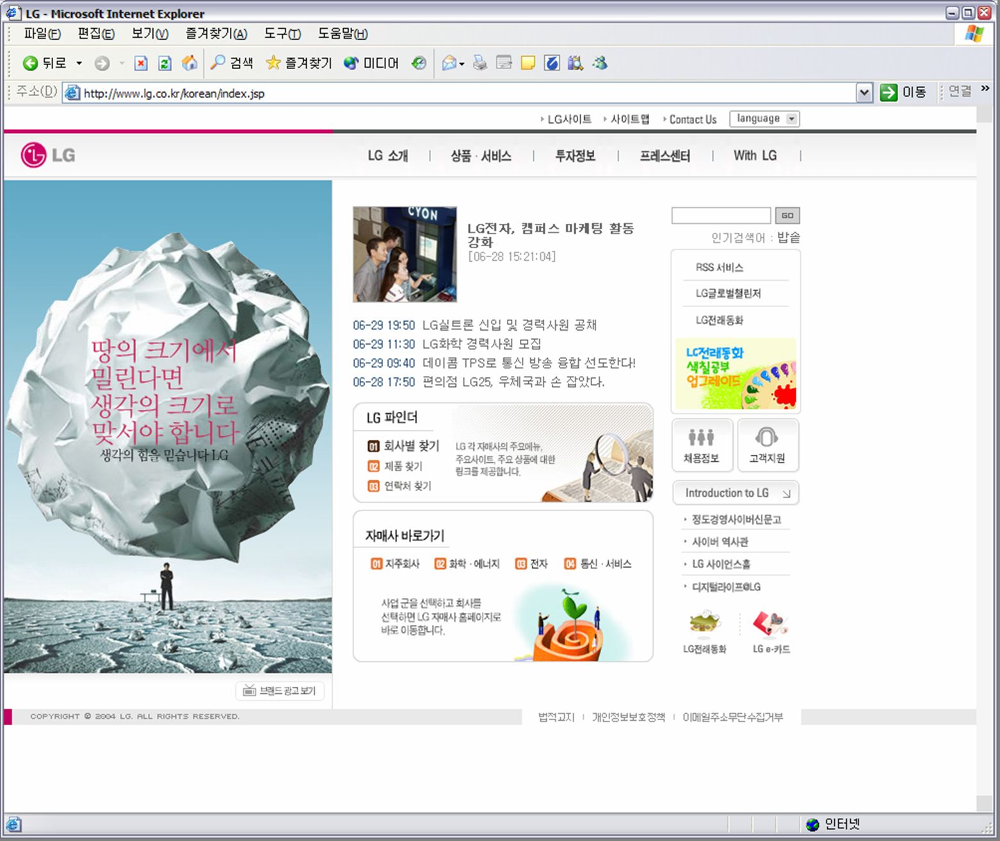 LG - Microsoft Internet Explorer
파일(F) 편집(E) 보기(V) 즐겨찾기(A) 도구(T) 도움말(H)
뒤로 검색 즐겨찾기 미디어
주소(D) http://www.lg.co.kr/korean/index.jsp 이동 연결
LG사이트 사이트맵 Contact Us language
LG LG 소개 상품·서비스 투자정보 프레스센터 With LG
땅의 크기에서
밀린다면
생각의 크기로
맞서야 합니다
생각의 힘을 믿습니다 LG
브랜드 광고 보기
CYON
LG전자, 캠퍼스 마케팅 활동
강화
[06-28 15:21:04]
06-29 19:50 LG실트론 신입 및 경력사원 공채
06-29 11:30 LG화학 경력사원 모집
06-29 09:40 데이콤 TPS로 통신 방송 융합 선도한다!
06-28 17:50 편의점 LG25, 우체국과 손 잡았다.
LG 파인더
01 회사별 찾기
02 제품 찾기
03 연락처 찾기
LG 각 자매사의 주요메뉴,
주요사이트, 주요 상품에 대한
링크를 제공합니다.
자매사 바로가기
01 지주회사 02 화학·에너지 03 전자 04 통신·서비스
사업 군을 선택하고 회사를
선택하면 LG 자매사 홈페이지로
바로 이동합니다.
GO
인기검색어 : 밥솥
RSS 서비스
LG글로벌챌린저
LG전래동화
LG전래동화
색칠공부
업그레이드
채용정보 고객지원
Introduction to LG
정도경영사이버신문고
사이버 역사관
LG 사이언스홀
디지털라이프@LG
LG전래동화 LG e-카드
COPYRIGHT © 2004 LG. ALL RIGHTS RESERVED. 법적고지 개인정보보호정책 이메일주소무단수집거부
인터넷